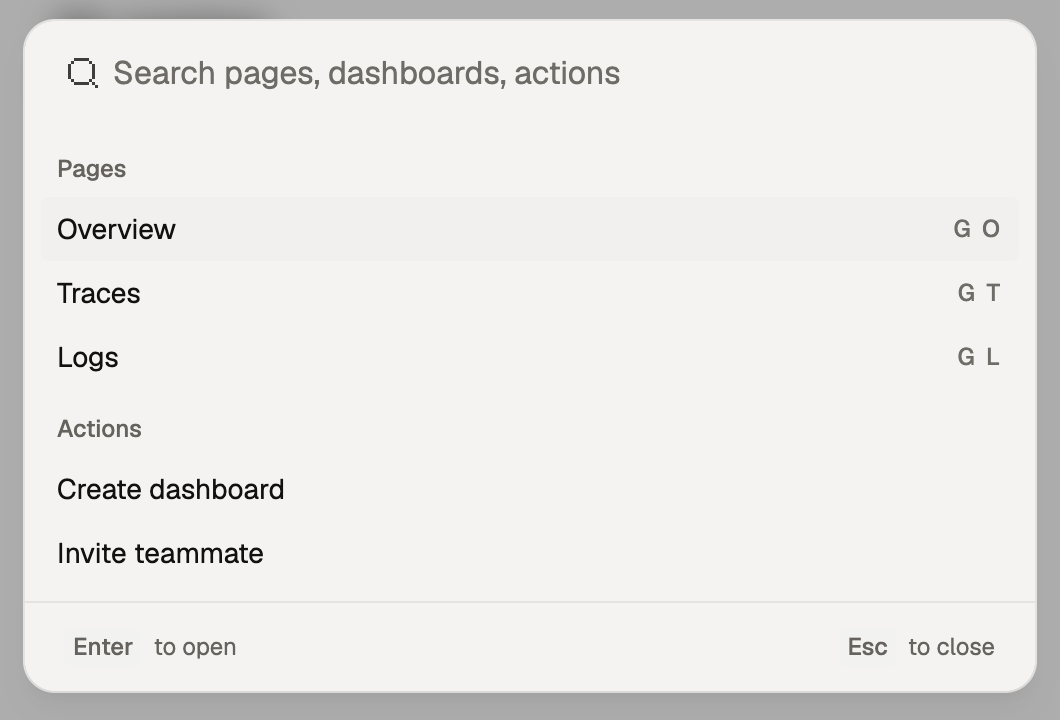 Search pages, dashboards, actions
Pages
Overview G O
Traces G T
Logs G L
Actions
Create dashboard
Invite teammate
Enter to open Esc to close